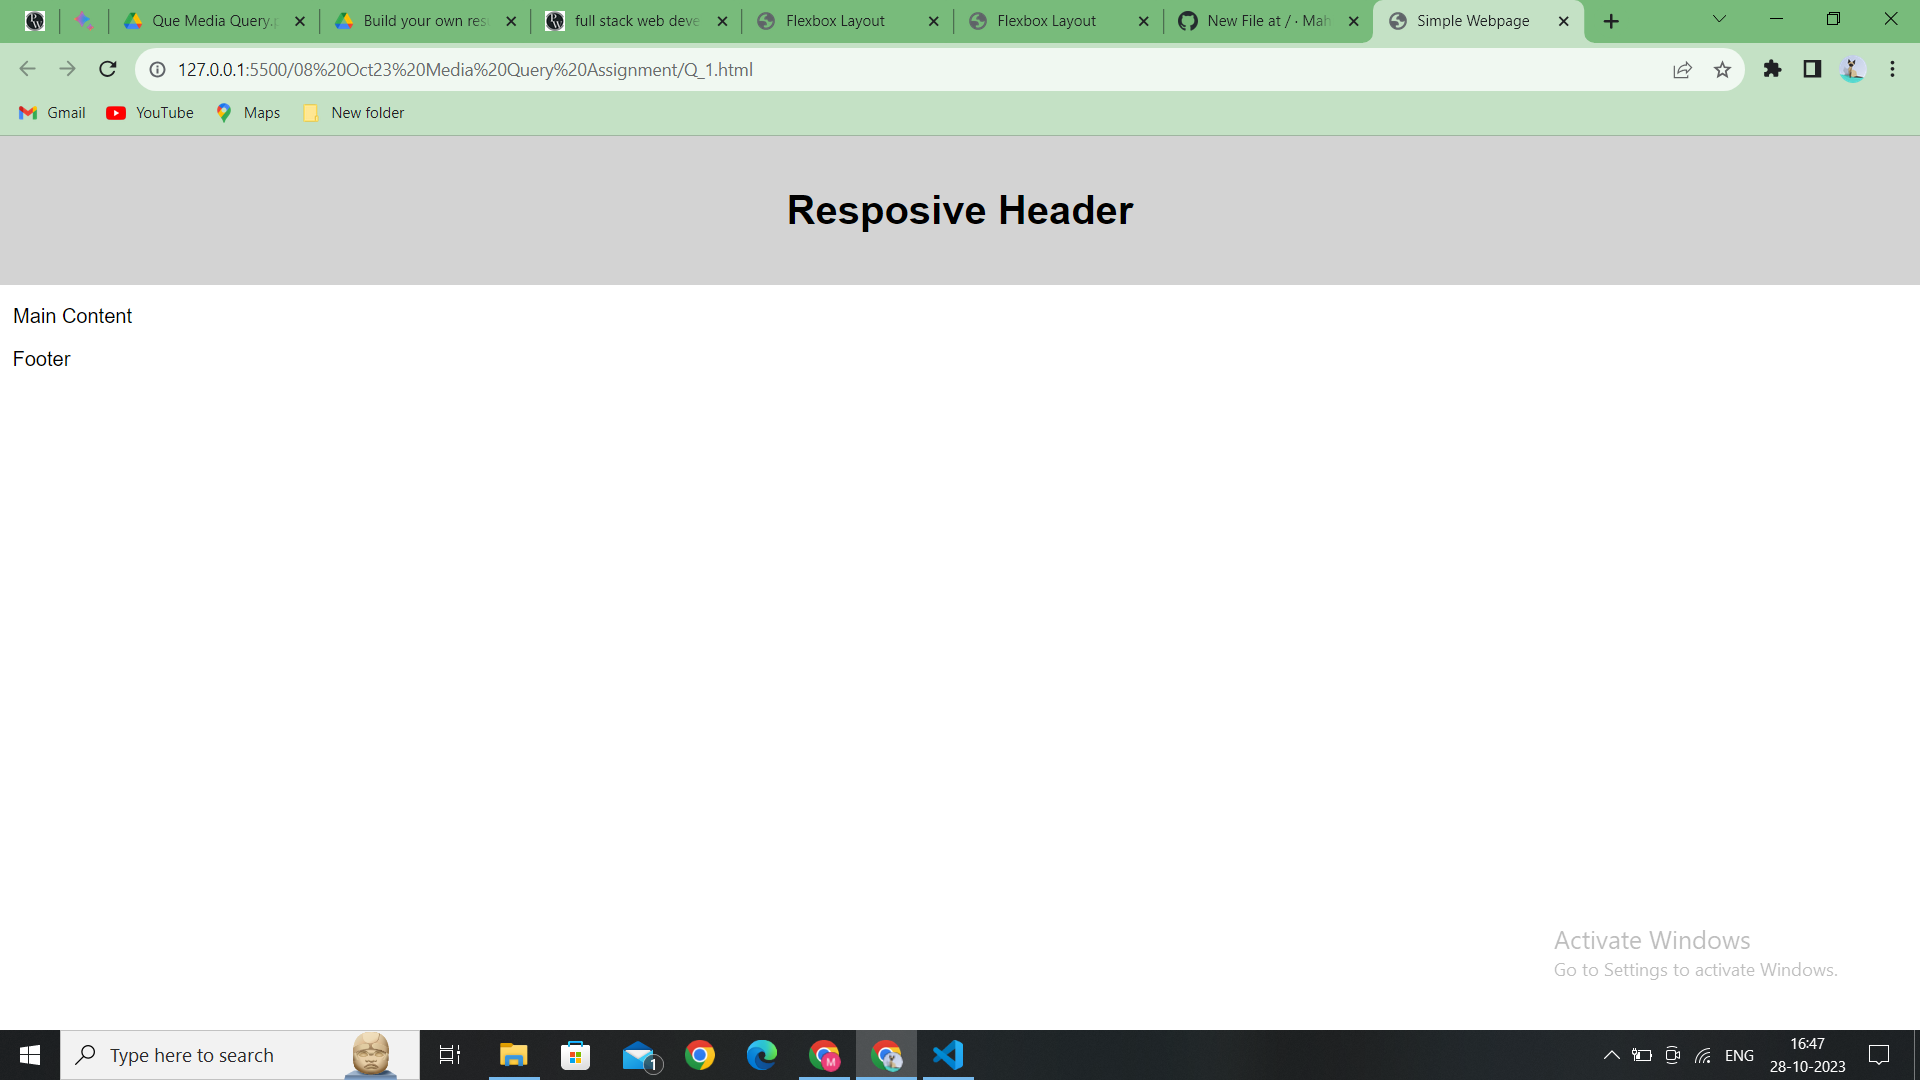 Que Media Query.p
Build your own resu
full stack web deve
Flexbox Layout
Flexbox Layout
New File at / · Mah
Simple Webpage
127.0.0.1:5500/08%20Oct23%20Media%20Query%20Assignment/Q_1.html
Gmail
YouTube
Maps
New folder
Resposive Header
Main Content
Footer
Activate Windows
Go to Settings to activate Windows.
Type here to search
1
M
ENG
16:47
28-10-2023